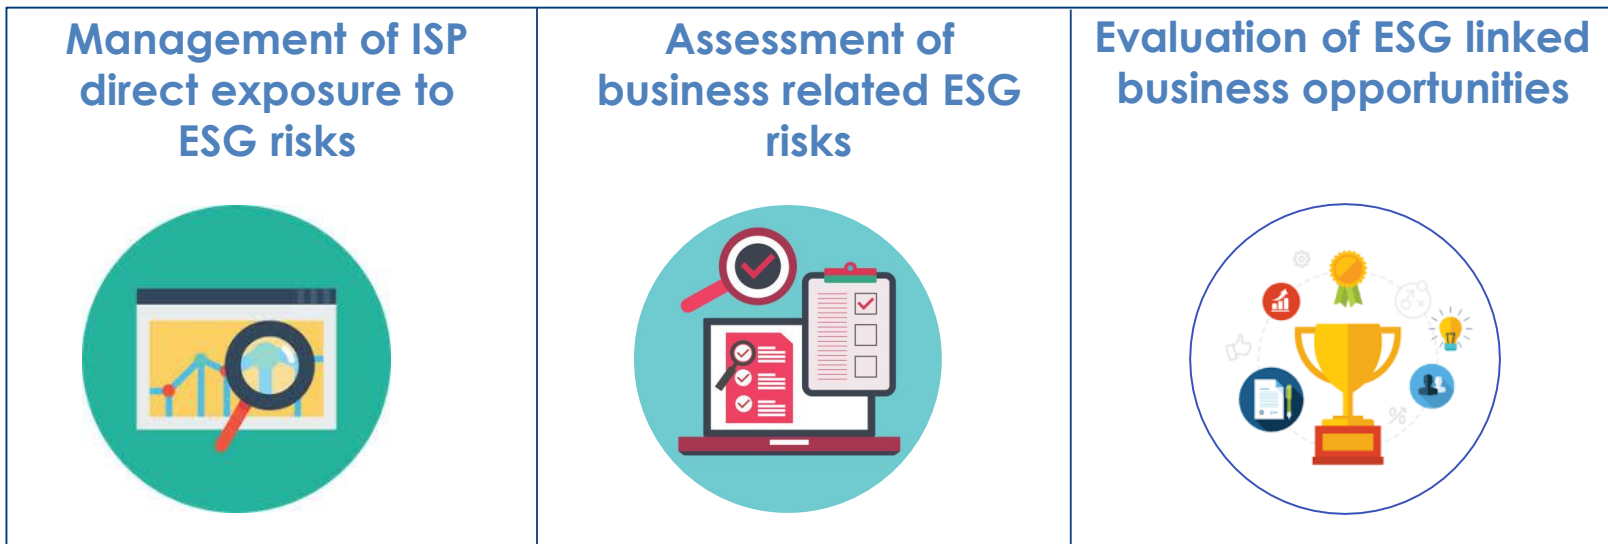 Management of ISP
direct exposure to
ESG risks
Assessment of
business related ESG
risks
Evaluation of ESG linked
business opportunities